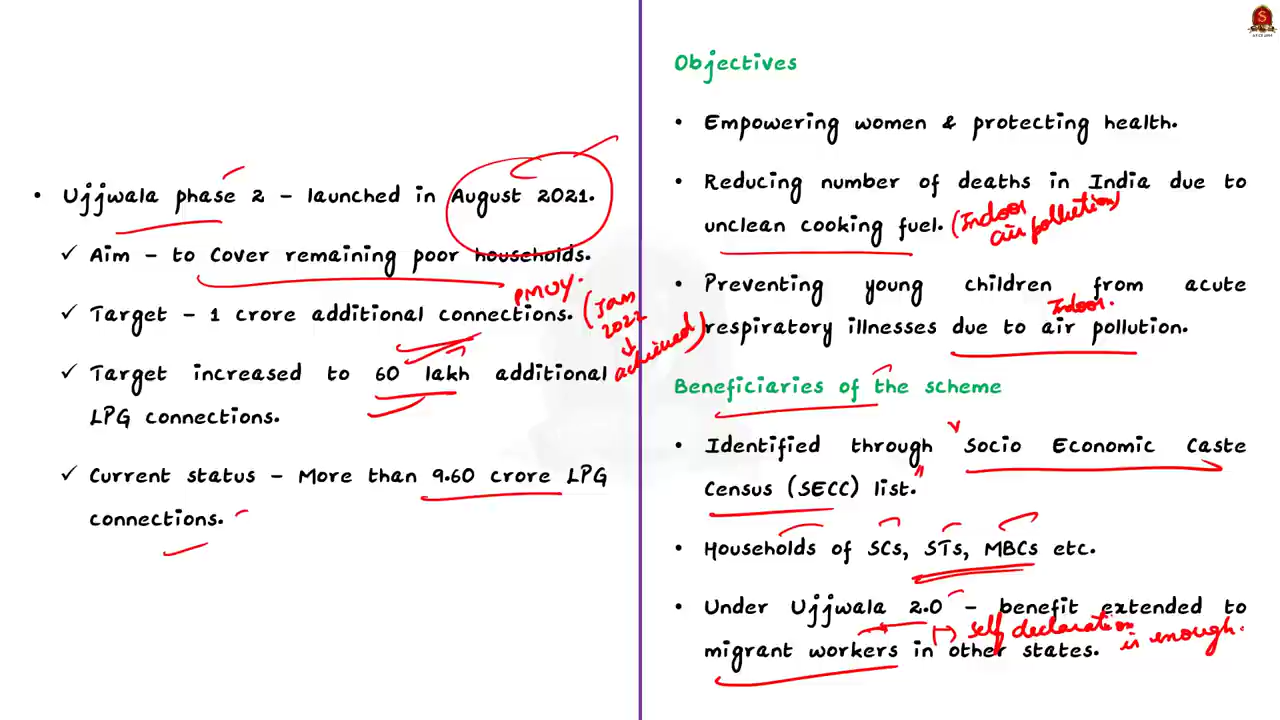 • Ujjwala phase 2 – launched in August 2021.
✓ Aim – to Cover remaining poor households.
PMUY.
✓ Target – 1 crore additional connections.
(Jan
2022
↓
achieved)
✓ Target increased to 60 lakh additional
LPG connections.
✓ Current status – More than 9.60 crore LPG
connections.
Objectives
• Empowering women & protecting health.
• Reducing number of deaths in India due to
unclean cooking fuel.
(Indoor
air pollution)
• Preventing young children from acute
Indoor.
respiratory illnesses due to air pollution.
Beneficiaries of the scheme
• Identified through Socio Economic Caste
Census (SECC) list.
• Households of SCs, STs, MBCs etc.
• Under Ujjwala 2.0 – benefit extended to
↦ self declaration
is enough.
migrant workers in other states.